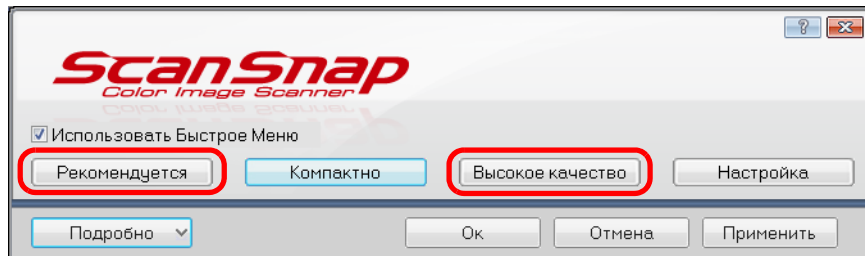 ?
ScanSnap
Color Image Scanner
Использовать Быстрое Меню
Рекомендуется Компактно Высокое качество Настройка
Подробно Ок Отмена Применить